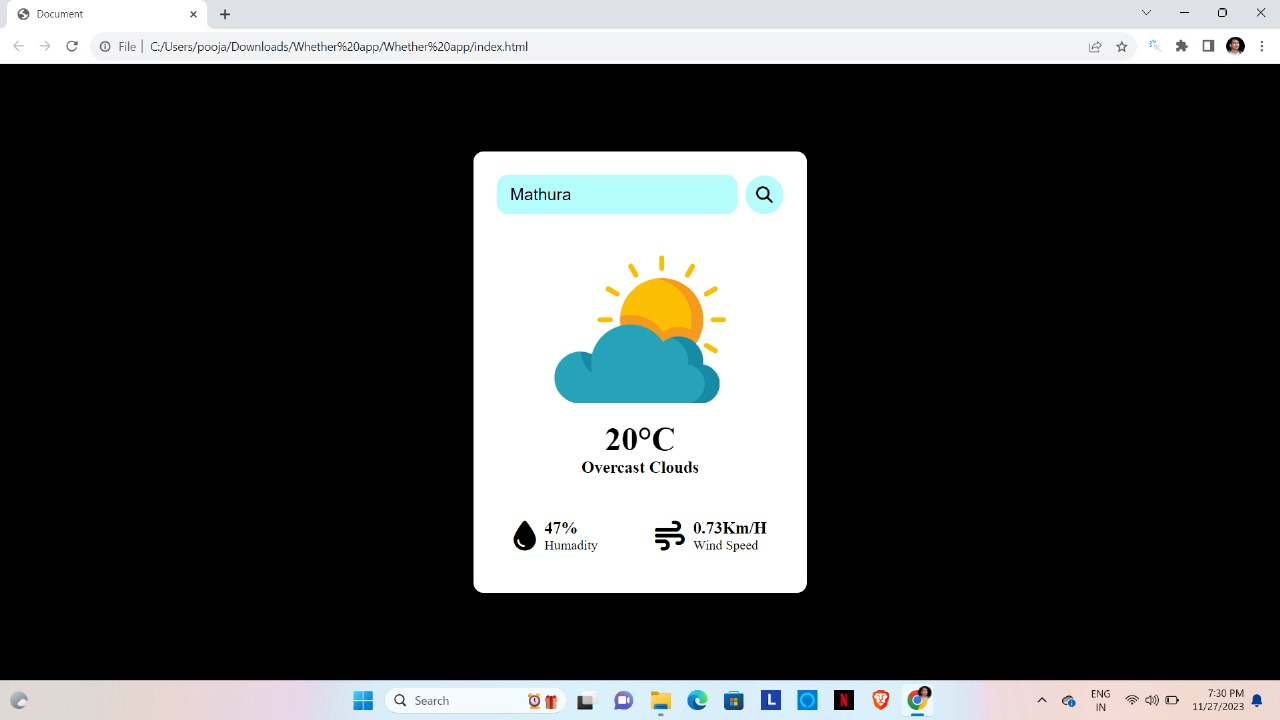 Document
File
C:/Users/pooja/Downloads/Whether%20app/Whether%20app/index.html
Mathura
20°C
Overcast Clouds
47%
Humadity
0.73Km/H
Wind Speed
Search
L
N
ENG
IN
7:30 PM
11/27/2023